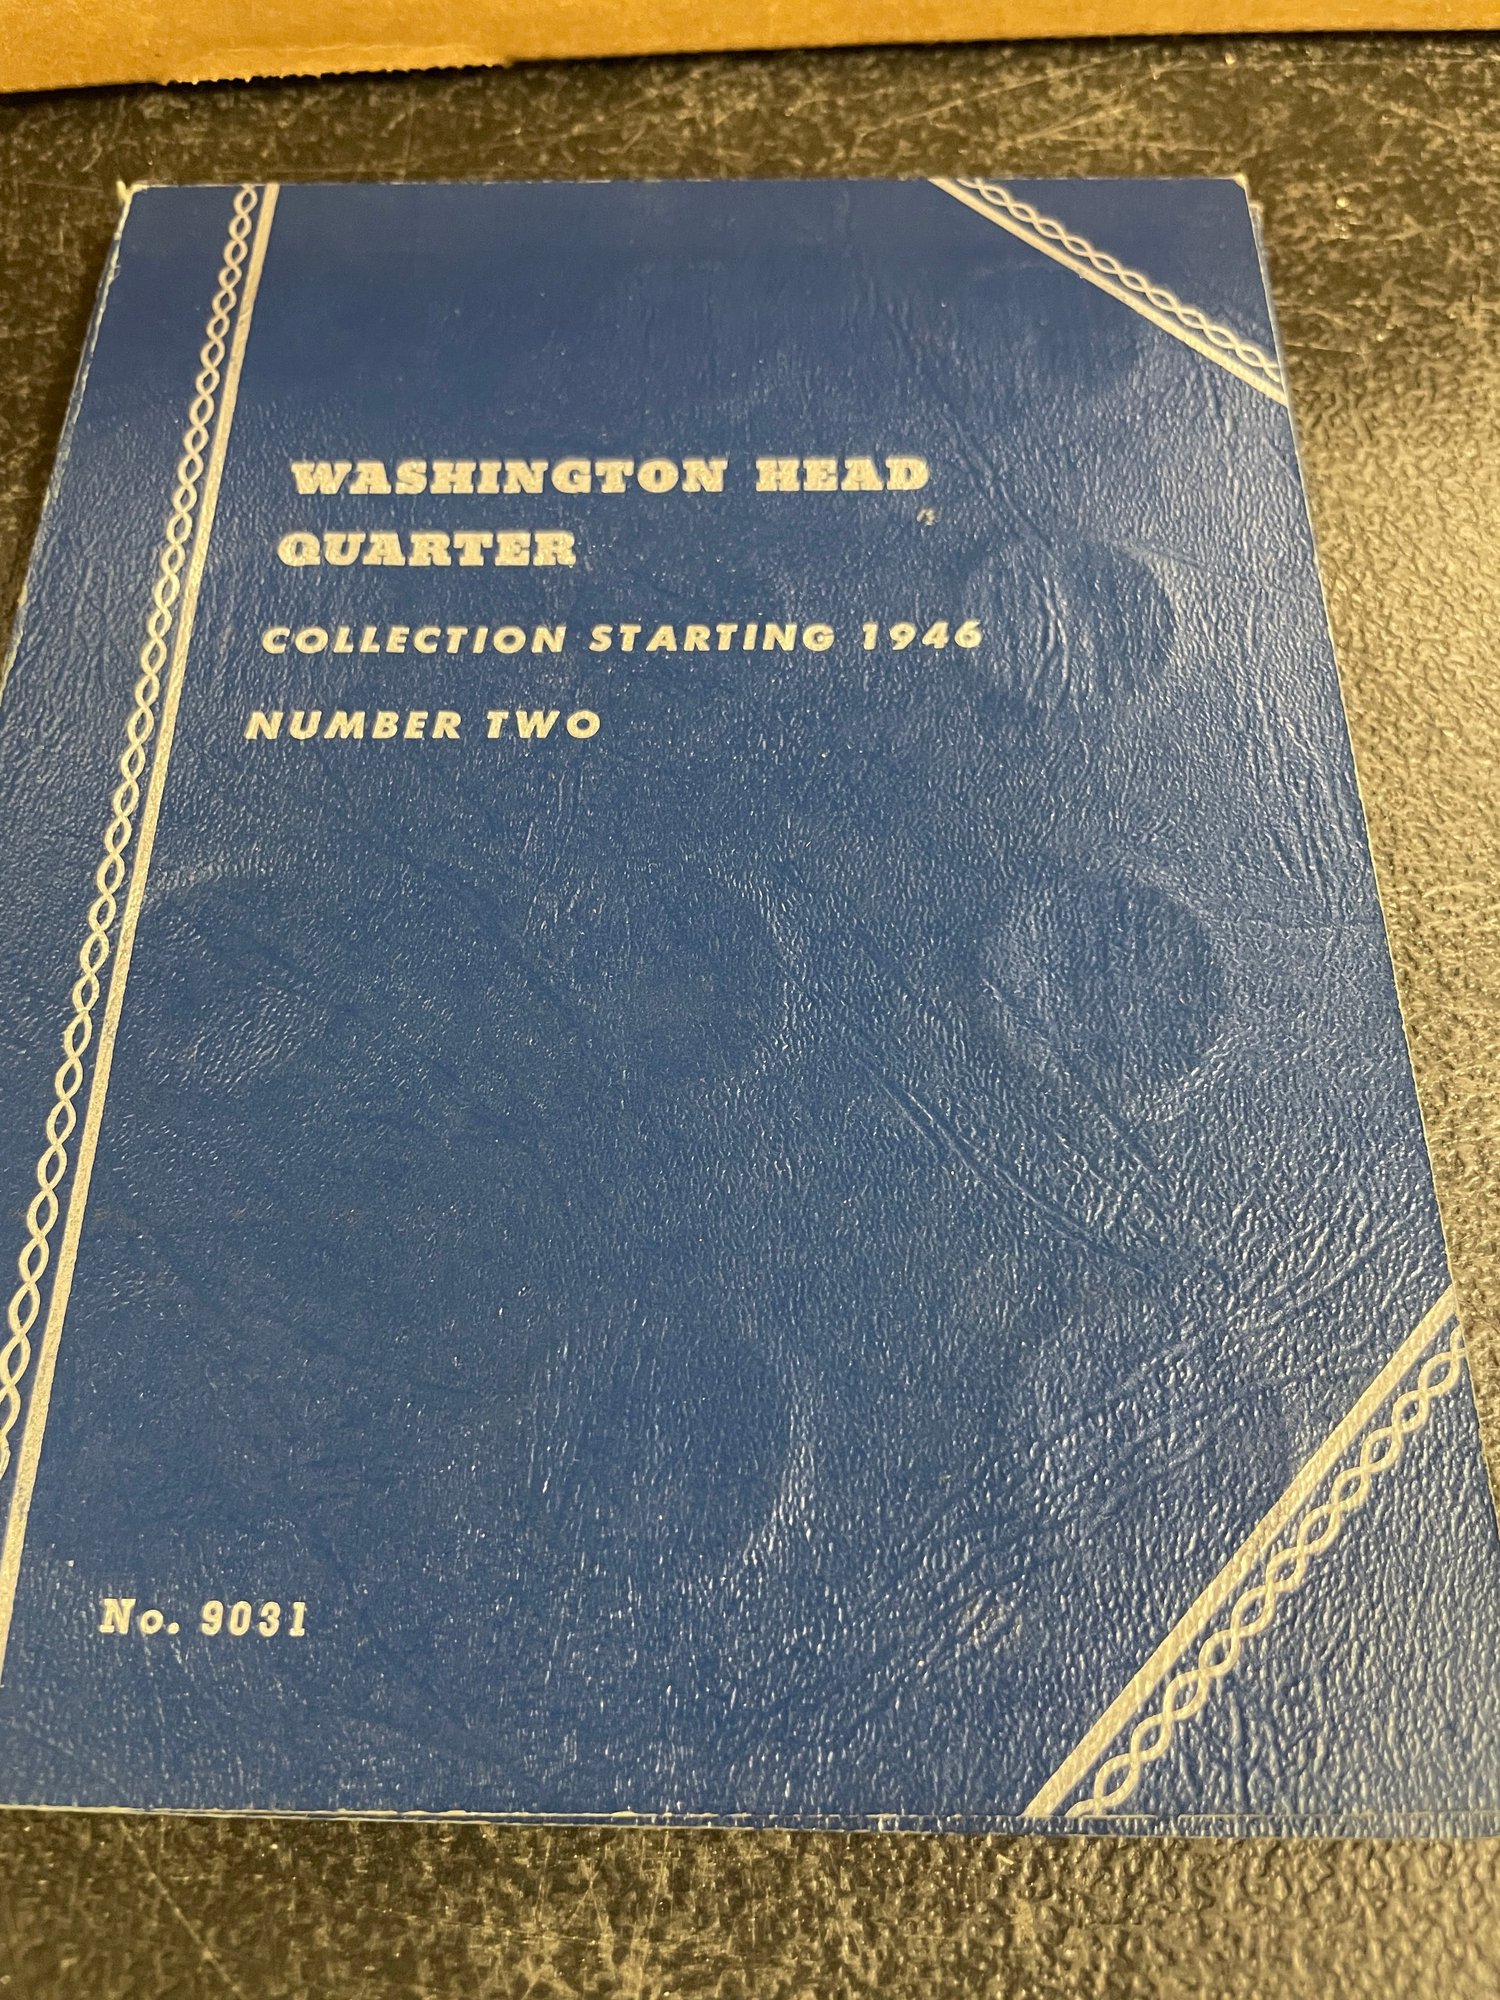 WASHINGTON HEAD
QUARTER
COLLECTION STARTING 1946
NUMBER TWO
No. 9031